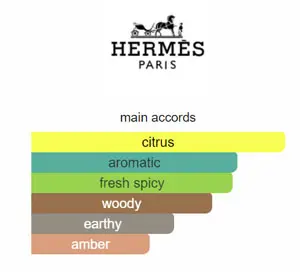 HERMÈS
PARIS
main accords
citrus
aromatic
fresh spicy
woody
earthy
amber